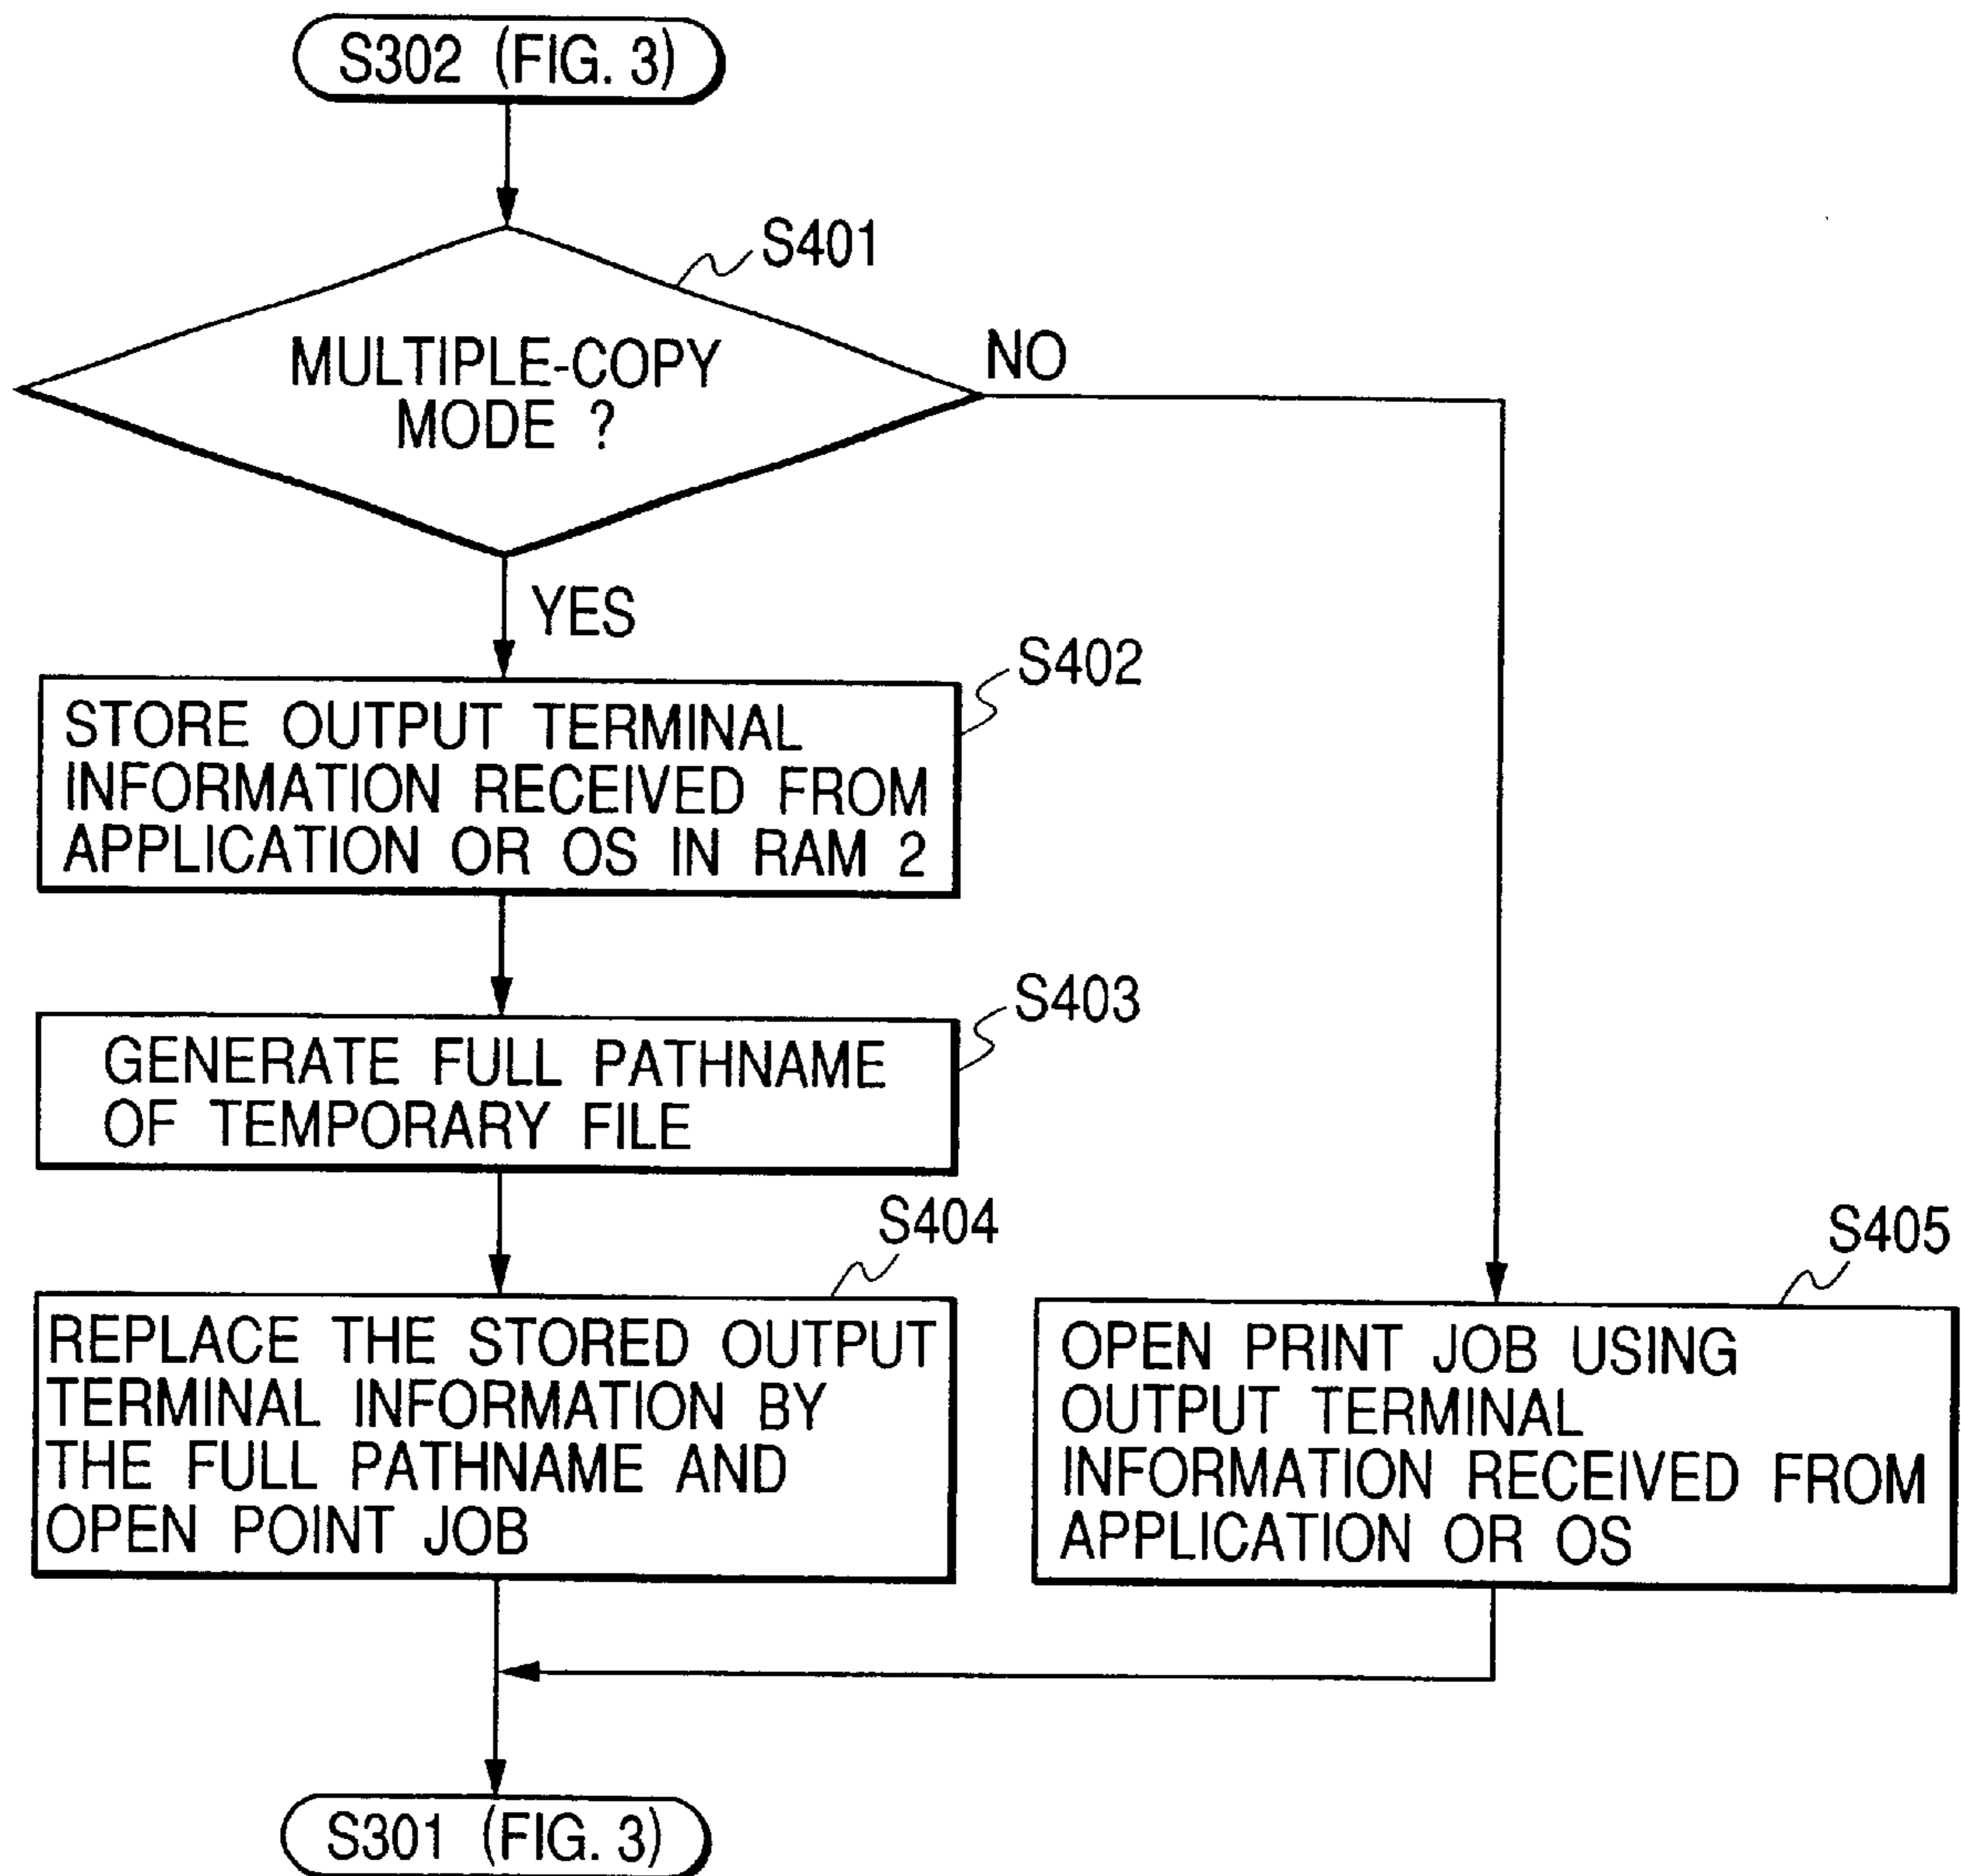 S302 (FIG. 3)
S401
MULTIPLE-COPY
MODE ?
NO
YES
S402
STORE OUTPUT TERMINAL
INFORMATION RECEIVED FROM
APPLICATION OR OS IN RAM 2
S403
GENERATE FULL PATHNAME
OF TEMPORARY FILE
S404
REPLACE THE STORED OUTPUT
TERMINAL INFORMATION BY
THE FULL PATHNAME AND
OPEN POINT JOB
S405
OPEN PRINT JOB USING
OUTPUT TERMINAL
INFORMATION RECEIVED FROM
APPLICATION OR OS
S301 (FIG. 3)